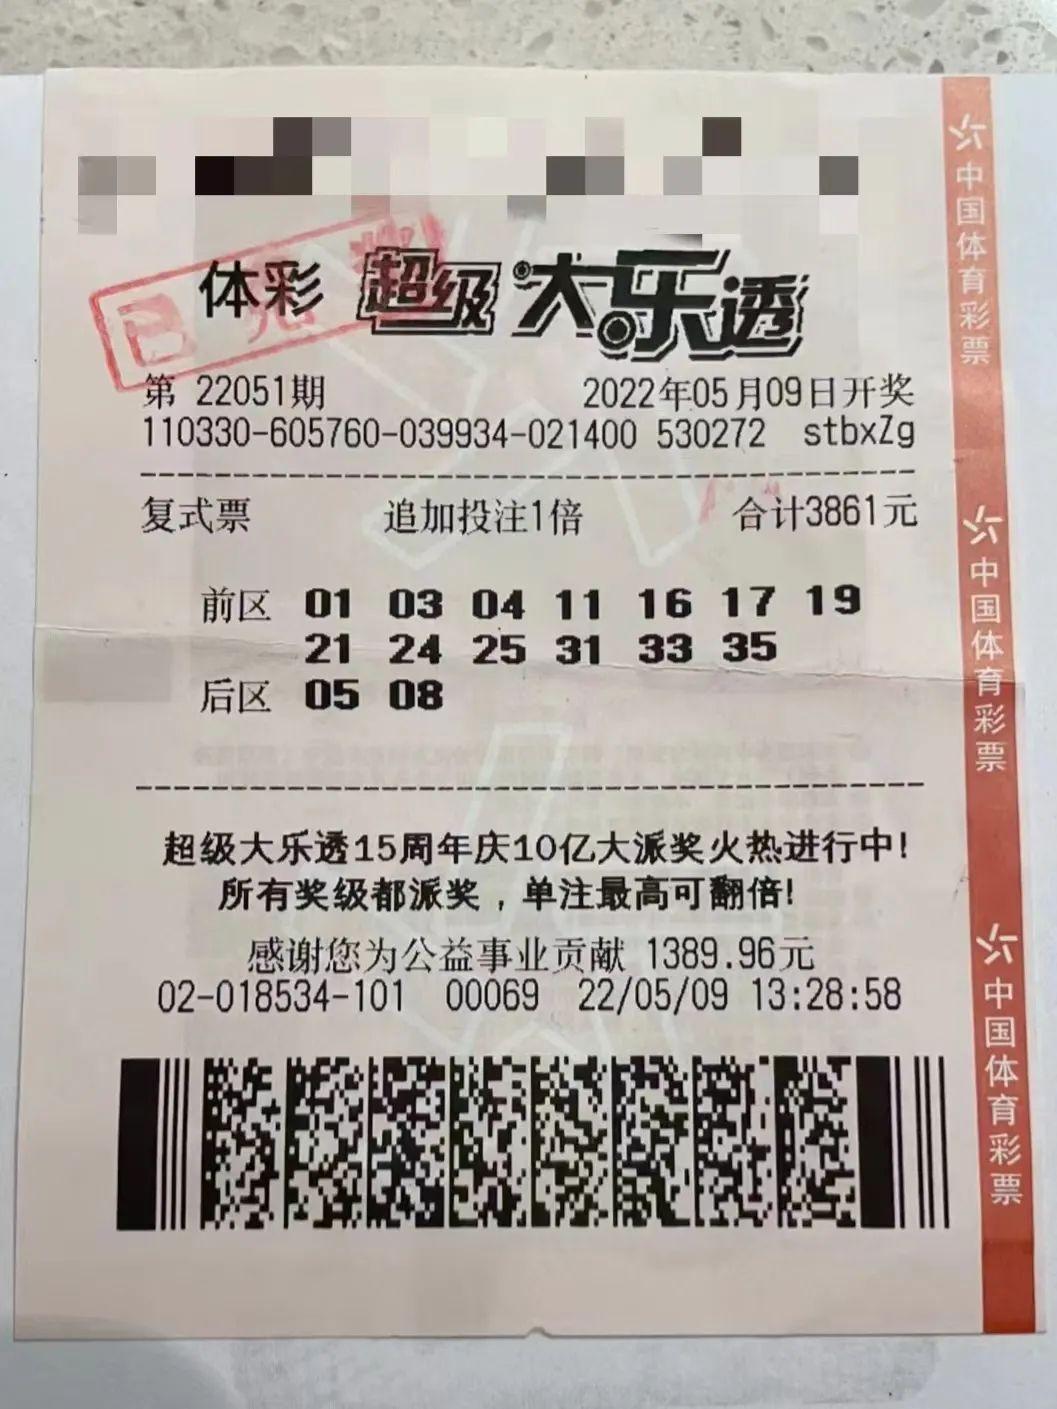 已兑奖
体彩 超级大乐透
第 22051期 2022年05月09日开奖
110330-605760-039934-021400 530272 stbxZg
复式票 追加投注1倍 合计3861元
前区 01 03 04 11 16 17 19
21 24 25 31 33 35
后区 05 08
超级大乐透15周年庆10亿大派奖火热进行中!
所有奖级都派奖，单注最高可翻倍!
感谢您为公益事业贡献 1389.96元
02-018534-101 00069 22/05/09 13:28:58
中国体育彩票
中国体育彩票
中国体育彩票